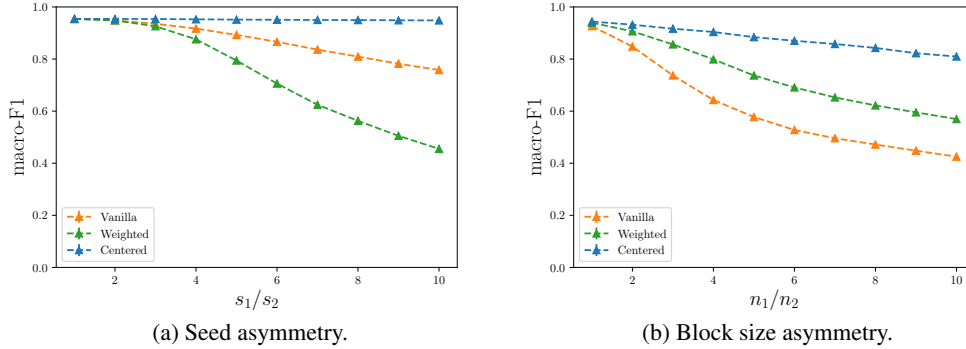 macro-F1
1.0
0.8
0.6
0.4
0.2
0.0
Vanilla
Weighted
Centered
2
4
6
8
10
s₁/s₂
(a) Seed asymmetry.
macro-F1
1.0
0.8
0.6
0.4
0.2
0.0
Vanilla
Weighted
Centered
2
4
6
8
10
n₁/n₂
(b) Block size asymmetry.